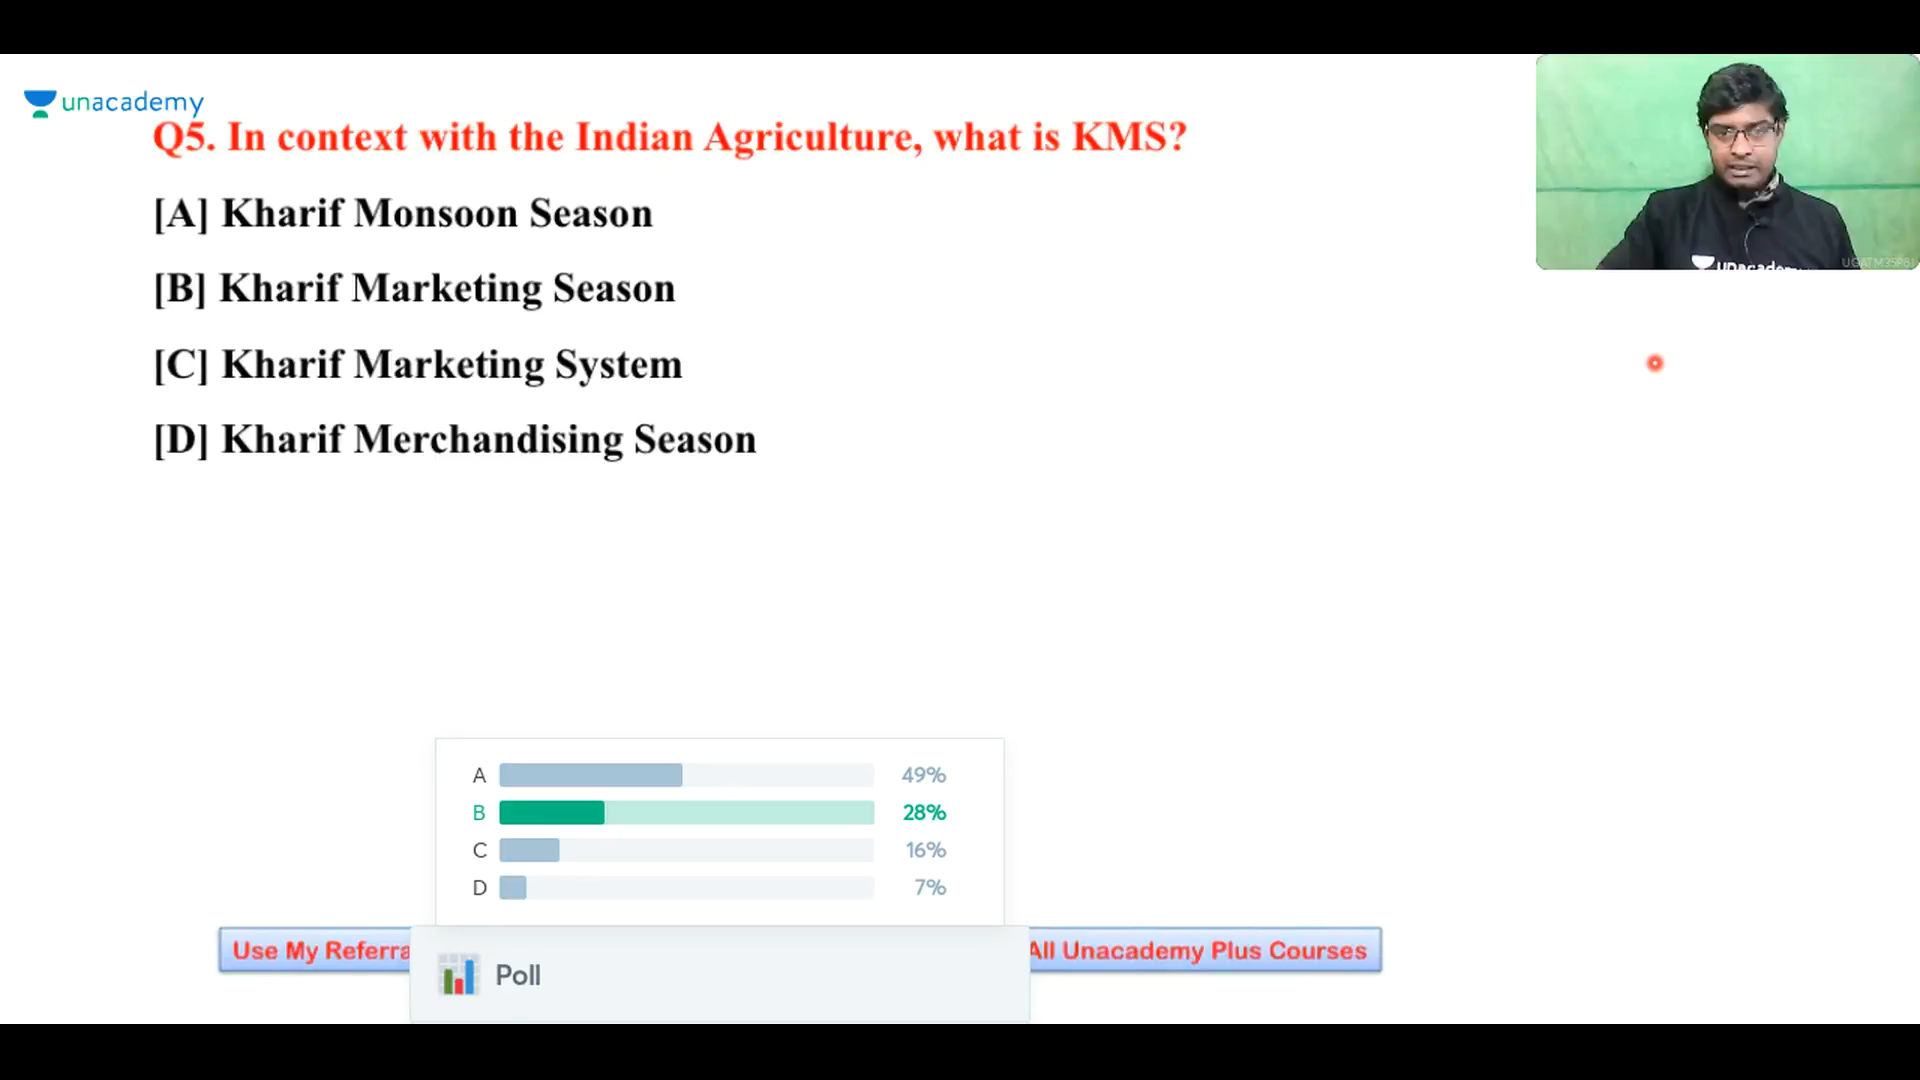 unacademy
Q5. In context with the Indian Agriculture, what is KMS?
[A] Kharif Monsoon Season
[B] Kharif Marketing Season
[C] Kharif Marketing System
[D] Kharif Merchandising Season
unacademy
A 49%
B 28%
C 16%
D 7%
Use My Referra
All Unacademy Plus Courses
Poll